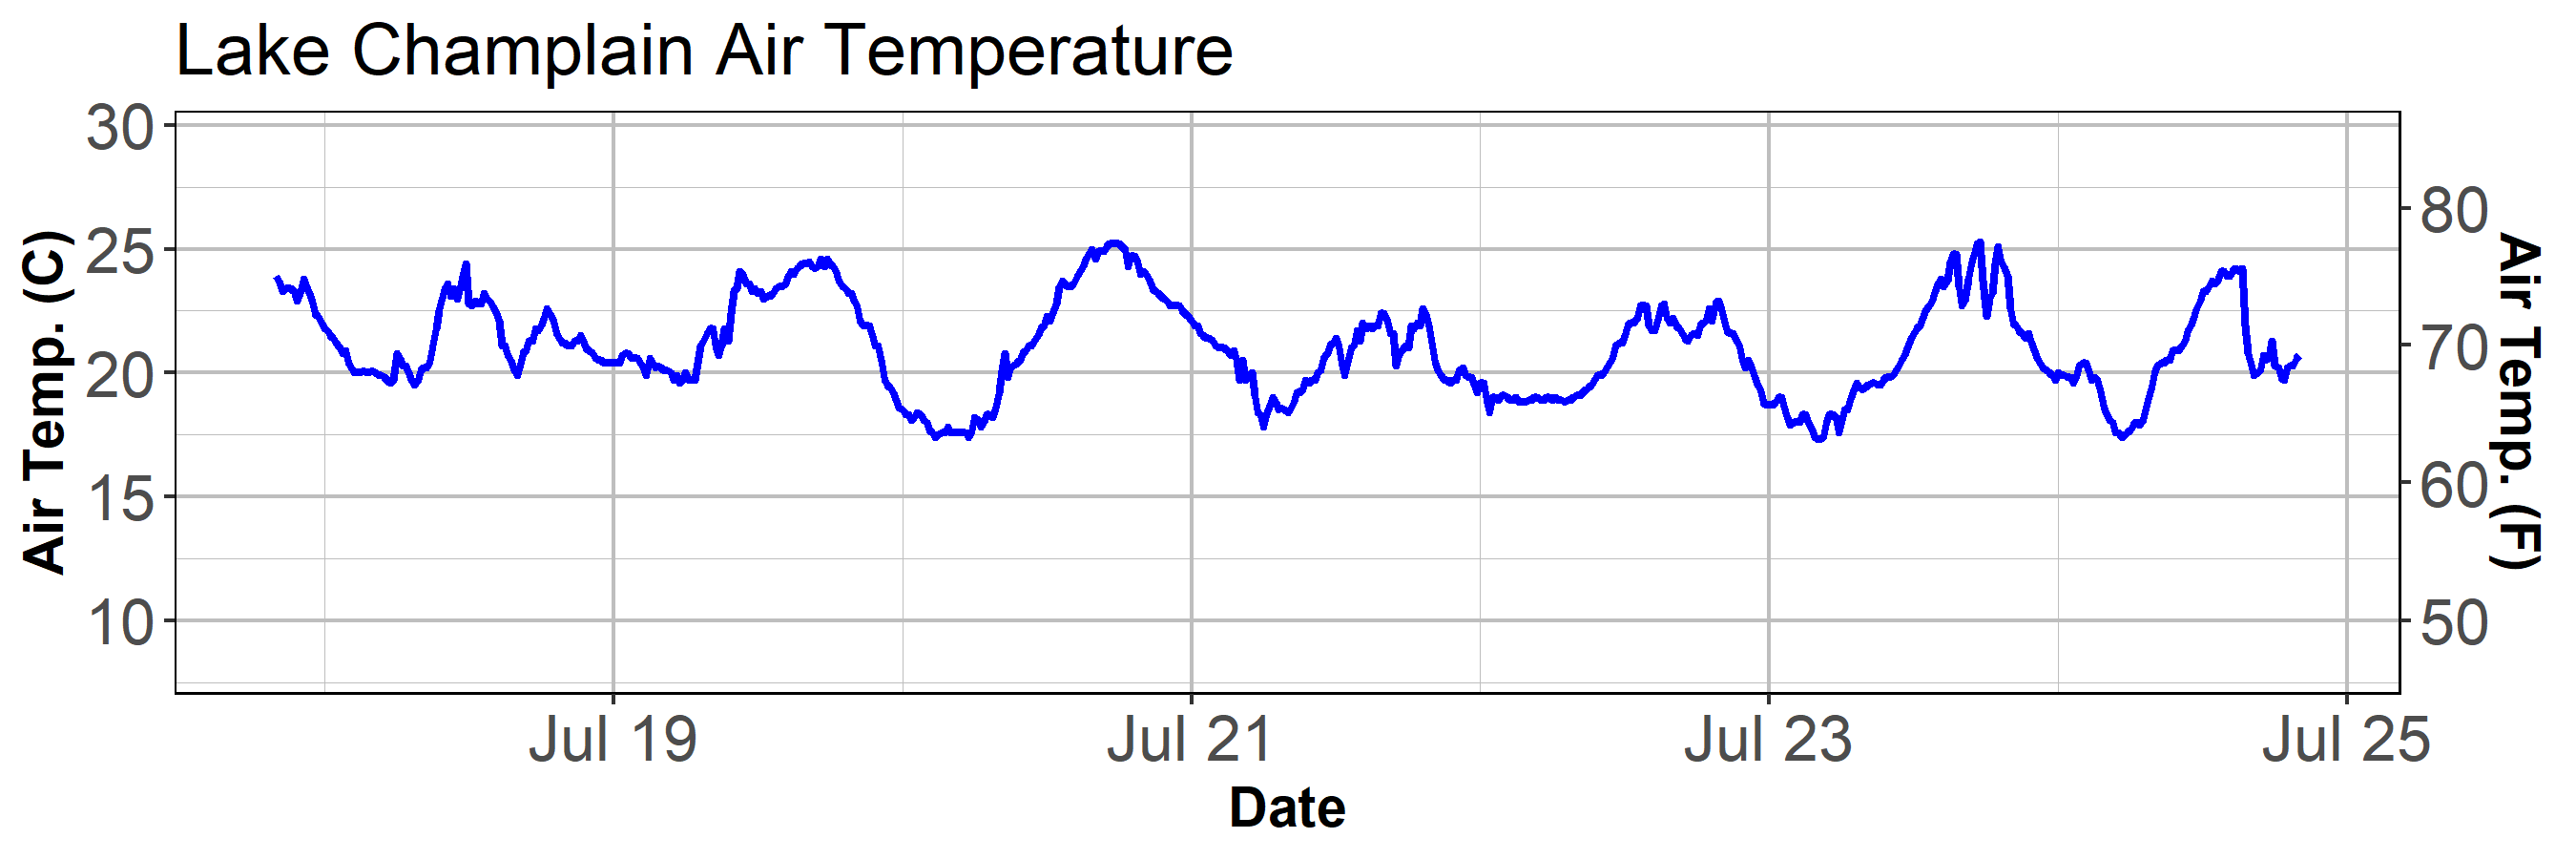 Lake Champlain Air Temperature
Air Temp. (C)
30
25
20
15
10
80
70
60
50
Air Temp. (F)
Jul 19 Jul 21 Jul 23 Jul 25
Date